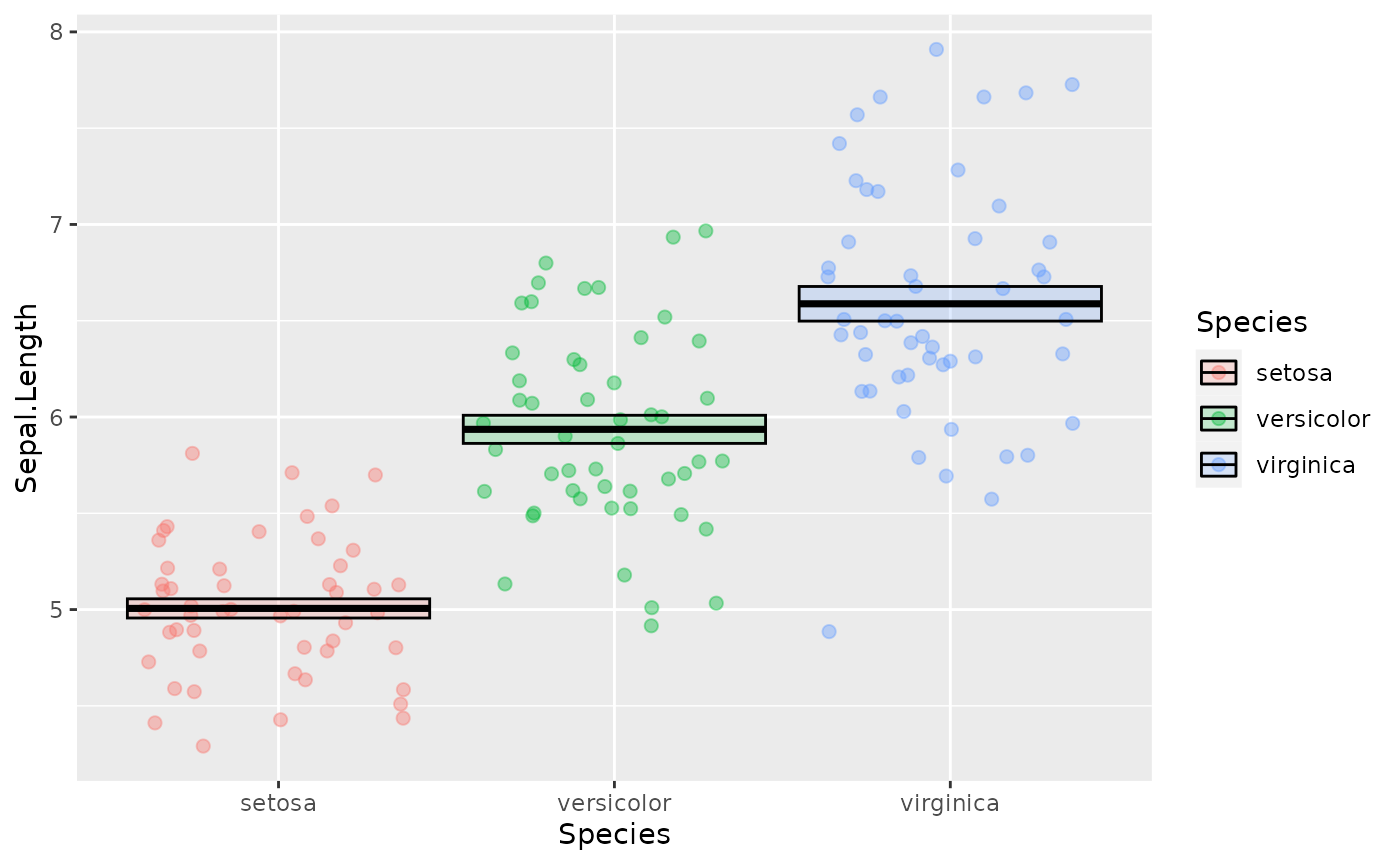 8
7
6
5
Sepal.Length
setosa
versicolor
virginica
Species
Species
setosa
versicolor
virginica